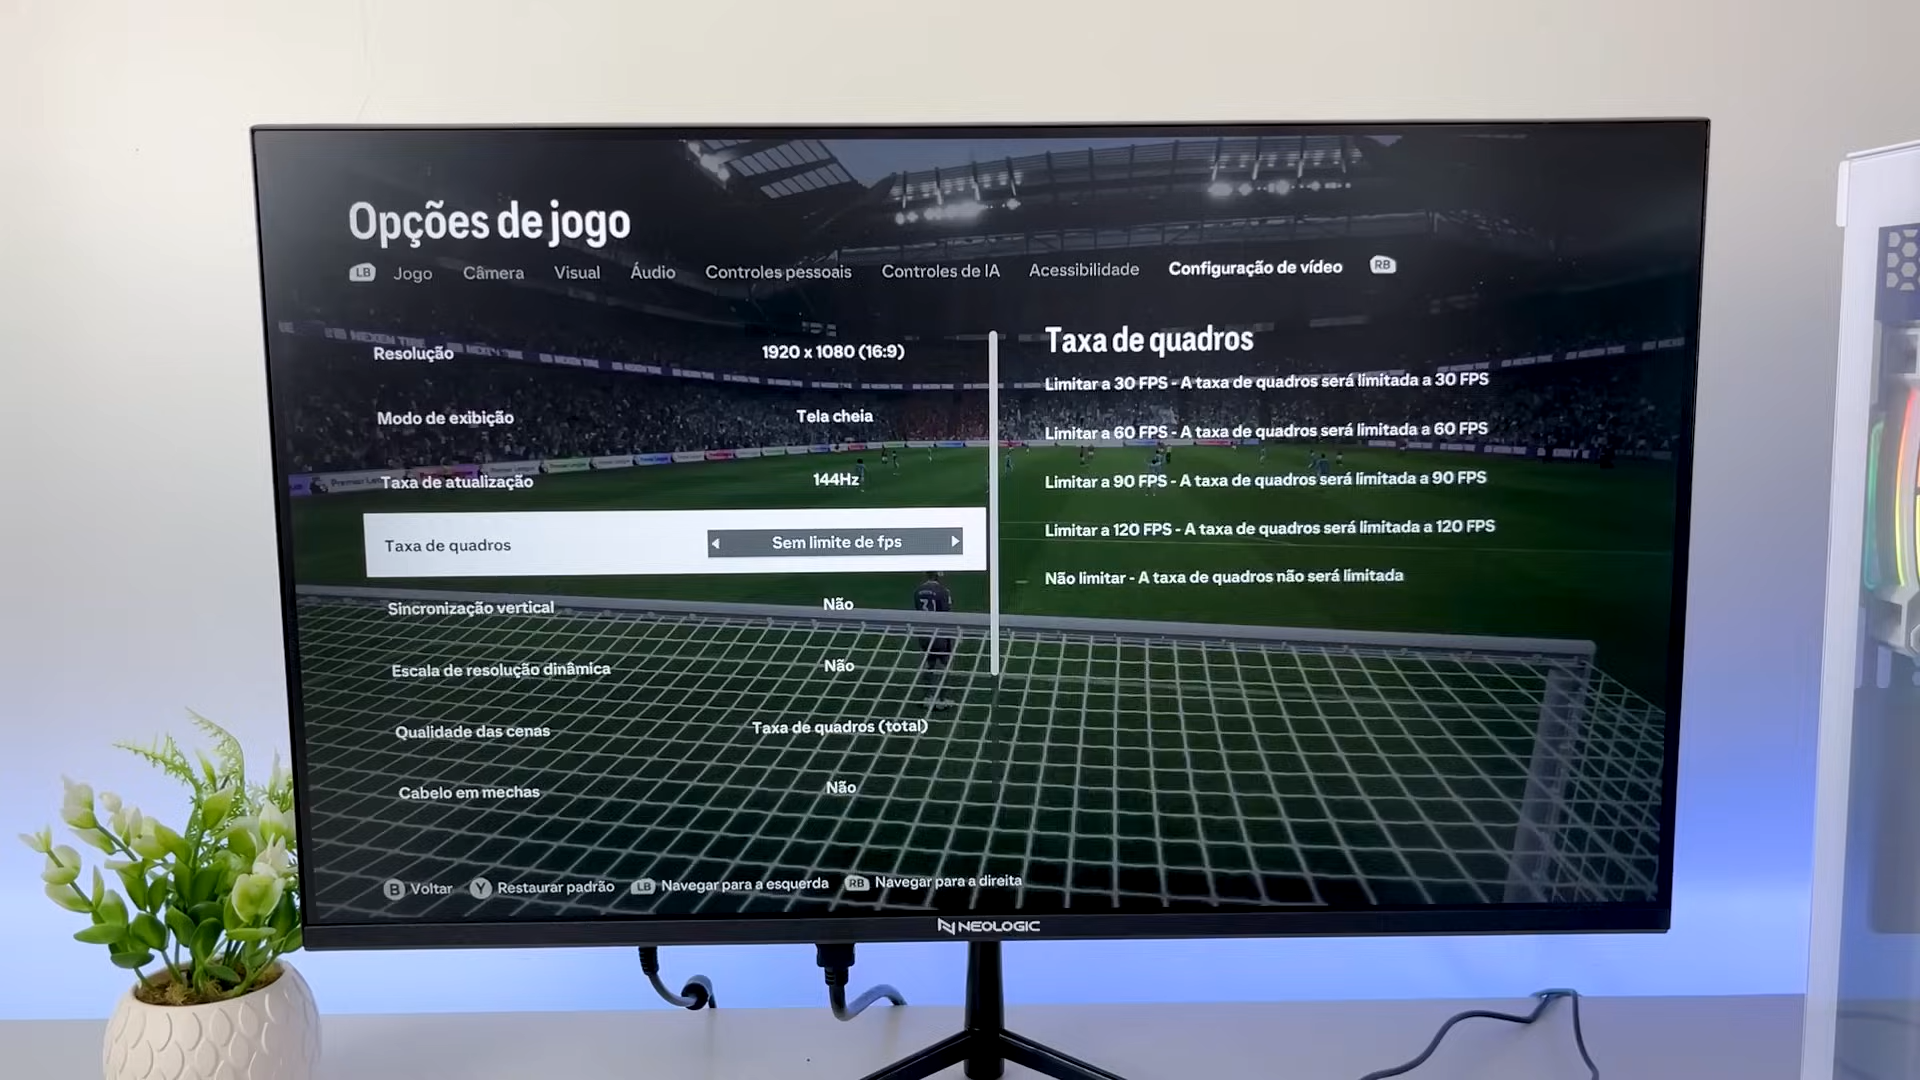 Opções de jogo
LB Jogo Câmera Visual Áudio Controles pessoais Controles de IA Acessibilidade Configuração de vídeo RB
NEXEN TIRE
Resolução 1920 x 1080 (16:9)
Modo de exibição Tela cheia
Taxa de atualização 144Hz
Taxa de quadros Sem limite de fps
Sincronização vertical Não
Escala de resolução dinâmica Não
Qualidade das cenas Taxa de quadros (total)
Cabelo em mechas Não
Taxa de quadros
Limitar a 30 FPS - A taxa de quadros será limitada a 30 FPS
Limitar a 60 FPS - A taxa de quadros será limitada a 60 FPS
Limitar a 90 FPS - A taxa de quadros será limitada a 90 FPS
Limitar a 120 FPS - A taxa de quadros será limitada a 120 FPS
Não limitar - A taxa de quadros não será limitada
31
B Voltar Y Restaurar padrão LB Navegar para a esquerda RB Navegar para a direita
NEOLOGIC